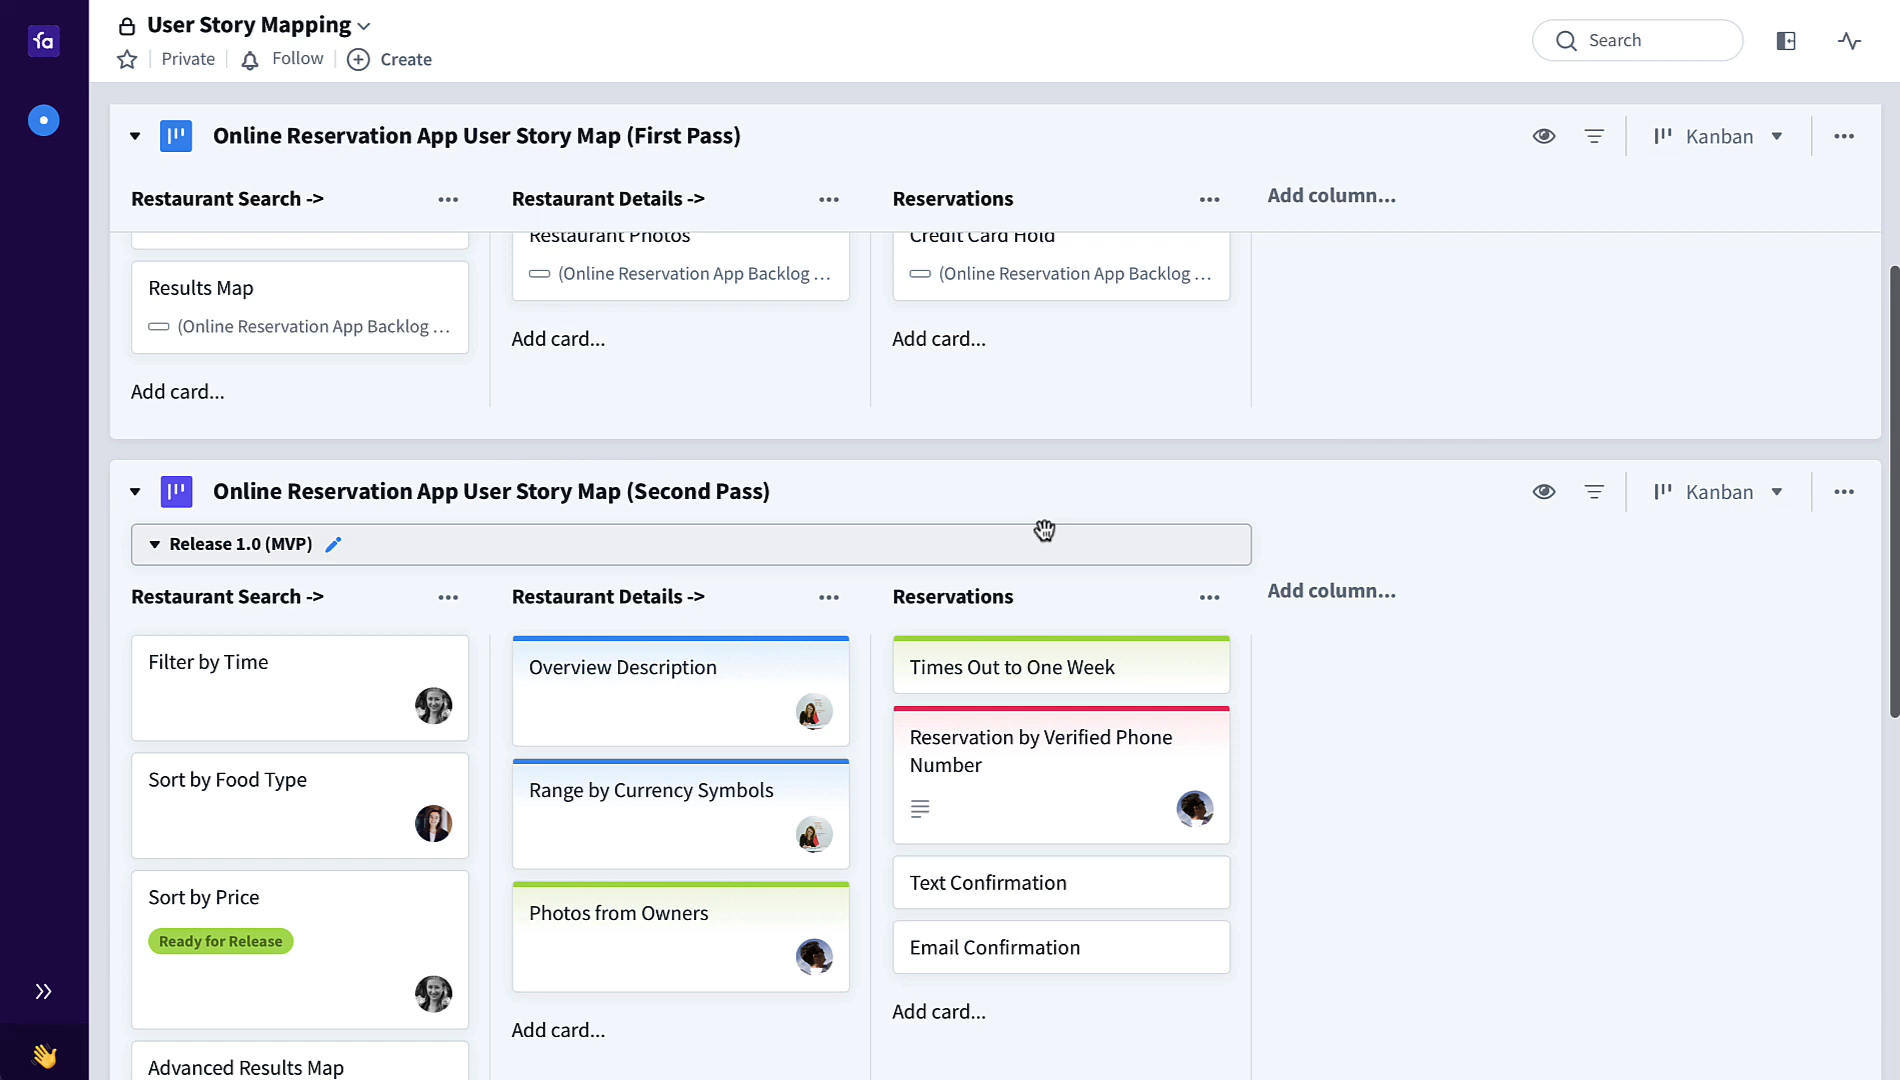 fa
User Story Mapping
Private
Follow
Create
Search
Online Reservation App User Story Map (First Pass)
Kanban
Restaurant Search ->
Restaurant Details ->
Reservations
Add column...
Restaurant Photos
Credit Card Hold
(Online Reservation App Backlog ...
(Online Reservation App Backlog ...
Results Map
(Online Reservation App Backlog ...
Add card...
Add card...
Add card...
Online Reservation App User Story Map (Second Pass)
Kanban
Release 1.0 (MVP)
Restaurant Search ->
Restaurant Details ->
Reservations
Add column...
Filter by Time
Sort by Food Type
Sort by Price
Ready for Release
Advanced Results Map
Overview Description
Range by Currency Symbols
Photos from Owners
Add card...
Times Out to One Week
Reservation by Verified Phone
Number
Text Confirmation
Email Confirmation
Add card...